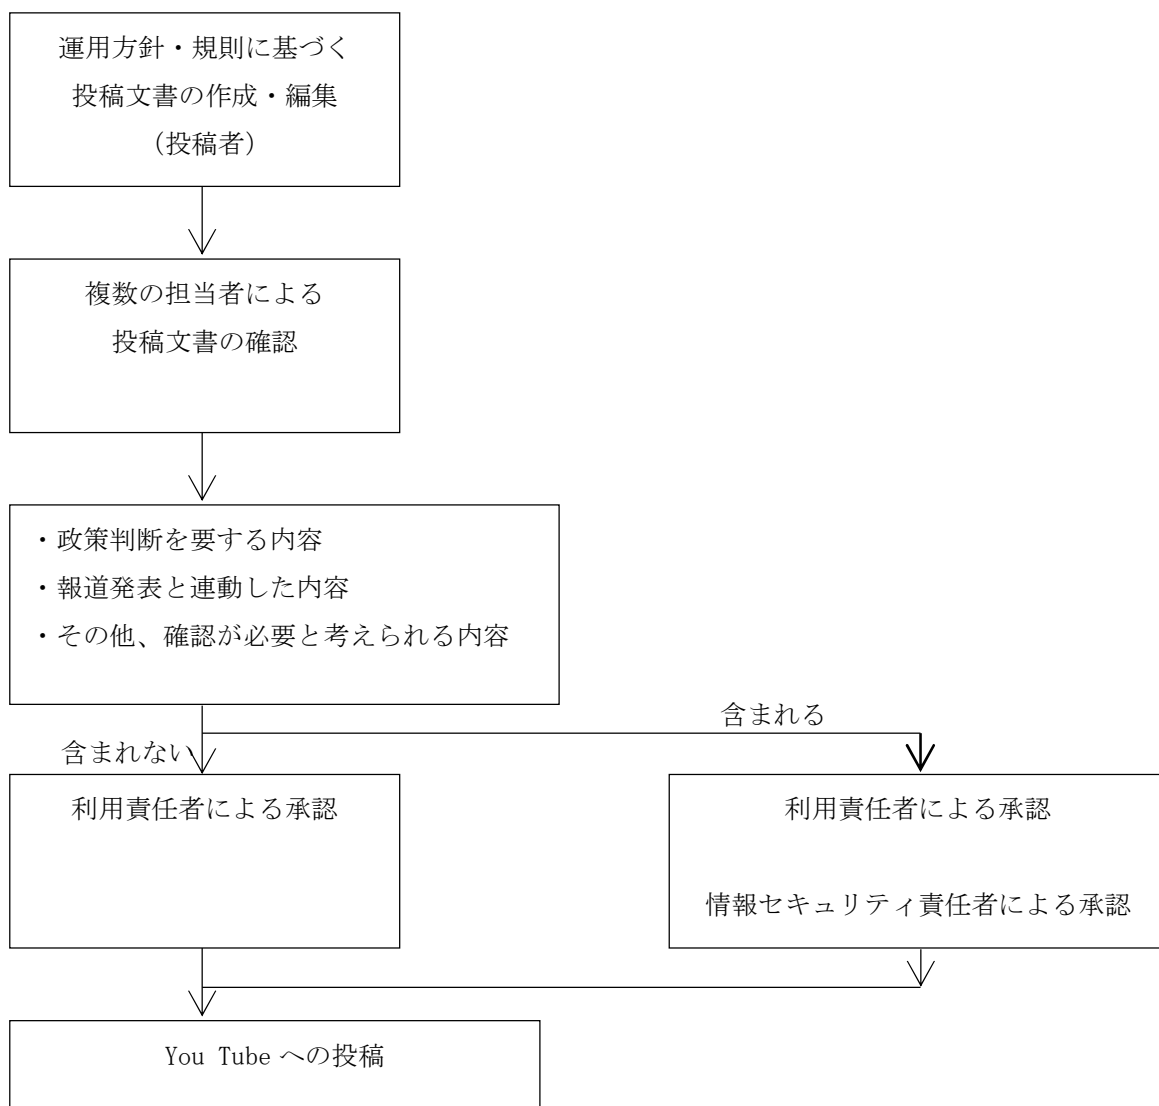 運用方針・規則に基づく
投稿文書の作成・編集
（投稿者）
複数の担当者による
投稿文書の確認
・政策判断を要する内容
・報道発表と連動した内容
・その他、確認が必要と考えられる内容
含まれる
含まれない
利用責任者による承認
利用責任者による承認
情報セキュリティ責任者による承認
You Tube への投稿